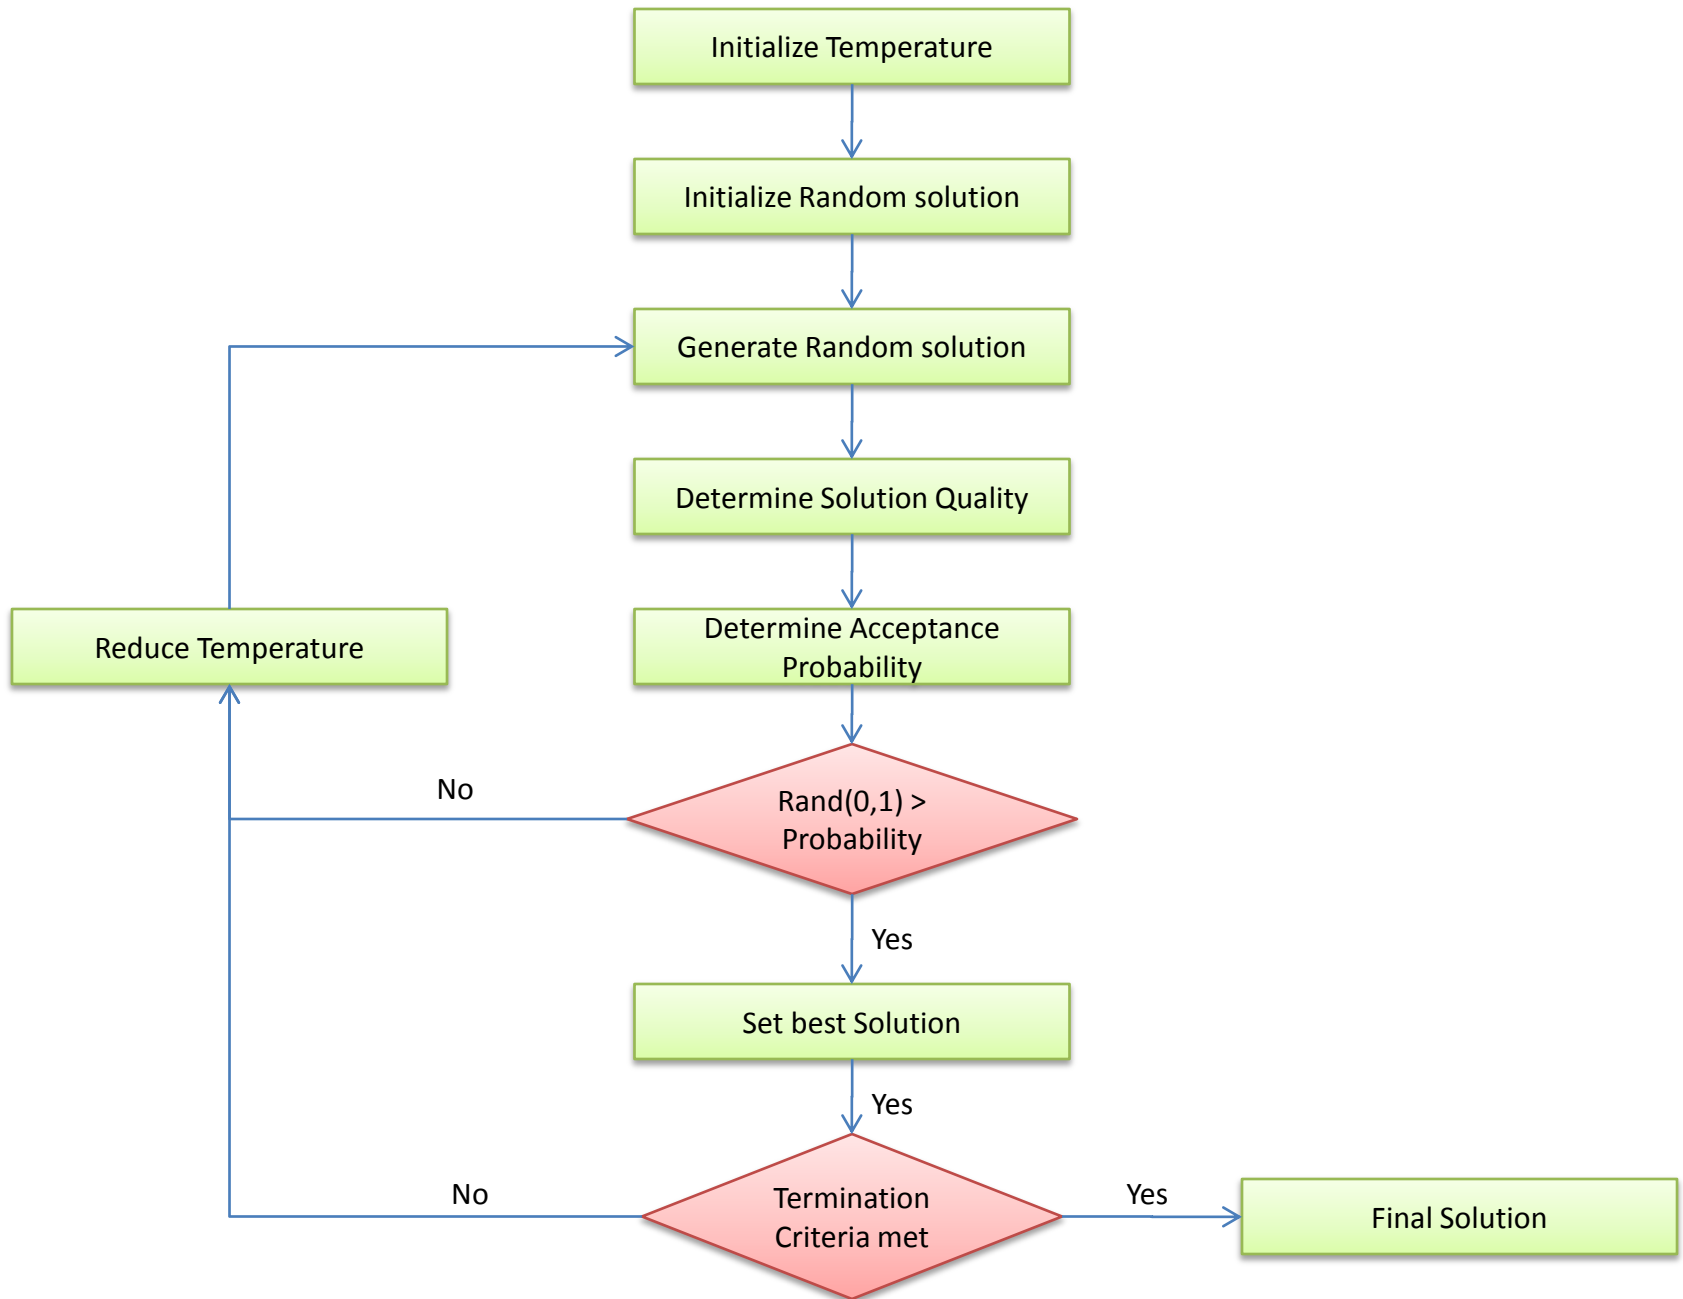 Initialize Temperature
Initialize Random solution
Generate Random solution
Determine Solution Quality
Reduce Temperature
Determine Acceptance
Probability
No
Rand(0,1) >
Probability
Yes
Set best Solution
Yes
No
Termination
Criteria met
Yes
Final Solution